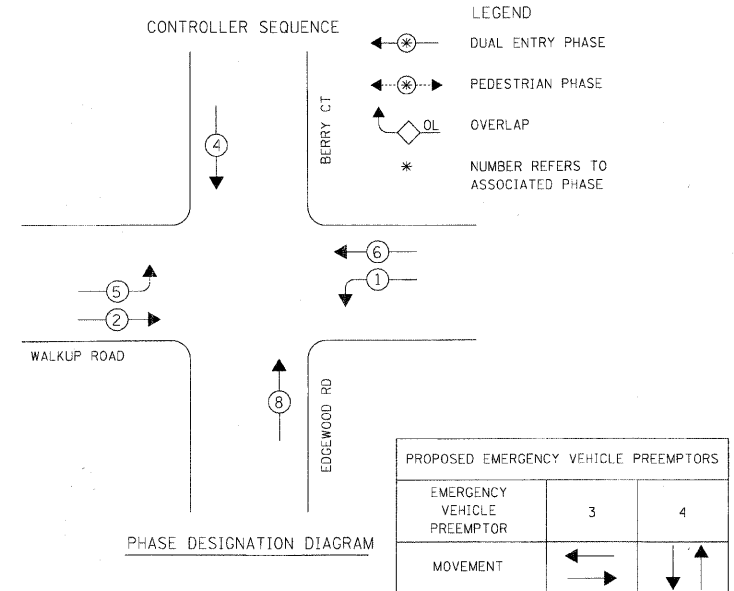 CONTROLLER SEQUENCE
LEGEND
* DUAL ENTRY PHASE
* PEDESTRIAN PHASE
OL OVERLAP
* NUMBER REFERS TO
ASSOCIATED PHASE
BERRY CT
4
6
1
5
2
WALKUP ROAD
8
EDGEWOOD RD
PHASE DESIGNATION DIAGRAM
PROPOSED EMERGENCY VEHICLE PREEMPTORS
EMERGENCY
VEHICLE
PREEMPTOR
3
4
MOVEMENT